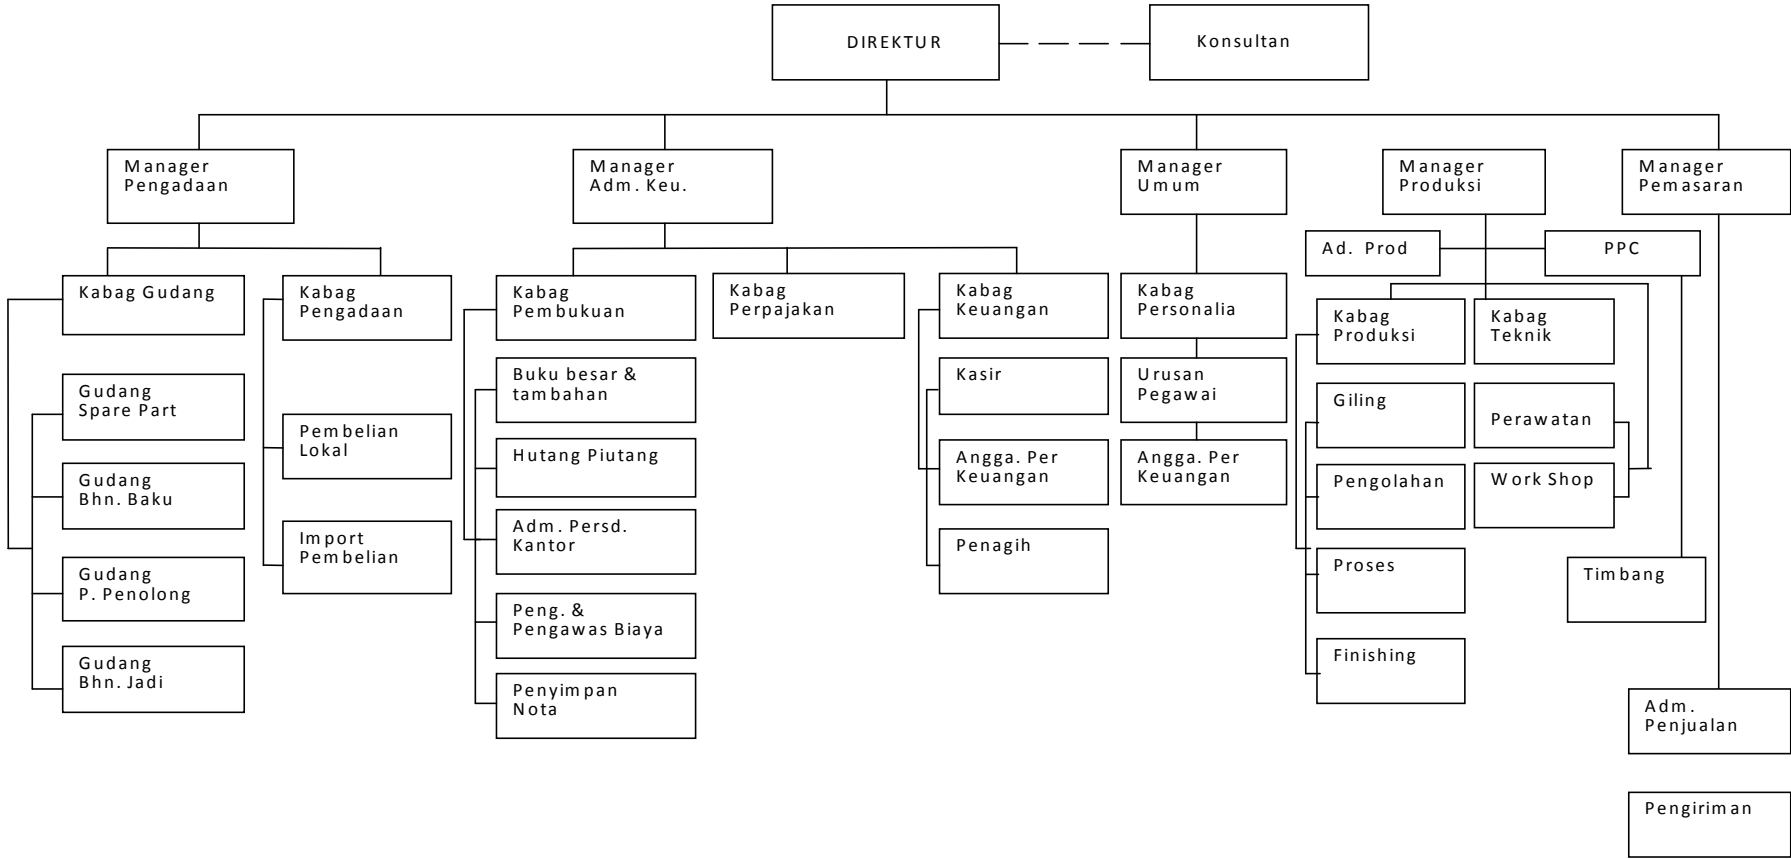 DIREKTUR
Konsultan
Manager
Pengadaan
Manager
Adm. Keu.
Manager
Umum
Manager
Produksi
Manager
Pemasaran
Ad. Prod
PPC
Kabag Gudang
Kabag
Pengadaan
Kabag
Pembukuan
Kabag
Perpajakan
Kabag
Keuangan
Kabag
Personalia
Kabag
Produksi
Kabag
Teknik
Gudang
Spare Part
Gudang
Bhn. Baku
Gudang
P. Penolong
Gudang
Bhn. Jadi
Pembelian
Lokal
Import
Pembelian
Buku besar &
tambahan
Hutang Piutang
Adm. Persd.
Kantor
Peng. &
Pengawas Biaya
Penyimpan
Nota
Kasir
Angga. Per
Keuangan
Penagih
Urusan
Pegawai
Angga. Per
Keuangan
Giling
Pengolahan
Proses
Finishing
Perawatan
Work Shop
Timbang
Adm.
Penjualan
Pengiriman